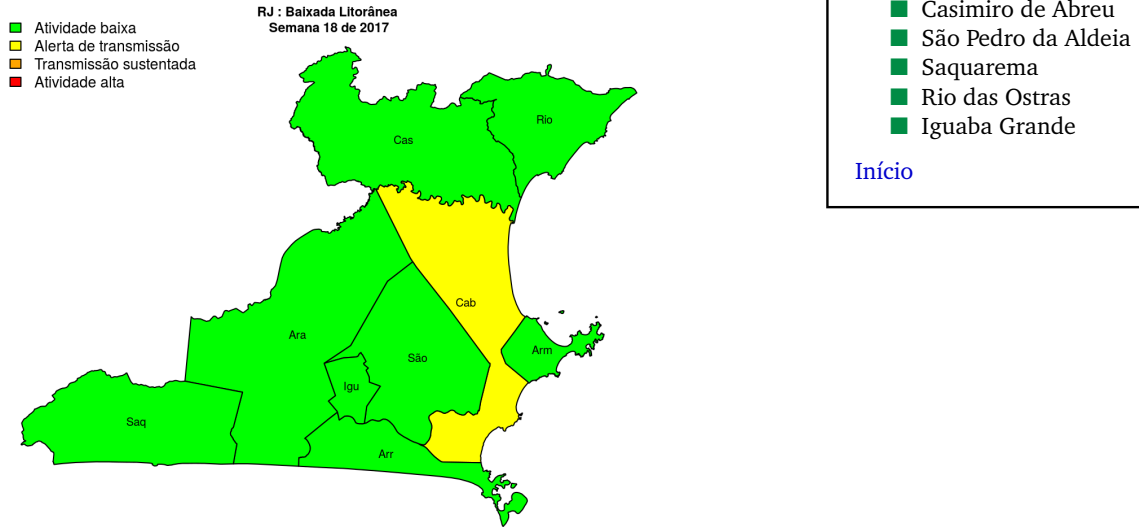 RJ : Baixada Litorânea
Semana 18 de 2017
Atividade baixa
Alerta de transmissão
Transmissão sustentada
Atividade alta
Cas
Rio
Cab
Ara
São
Arm
Igu
Saq
Arr
Casimiro de Abreu
São Pedro da Aldeia
Saquarema
Rio das Ostras
Iguaba Grande
Início